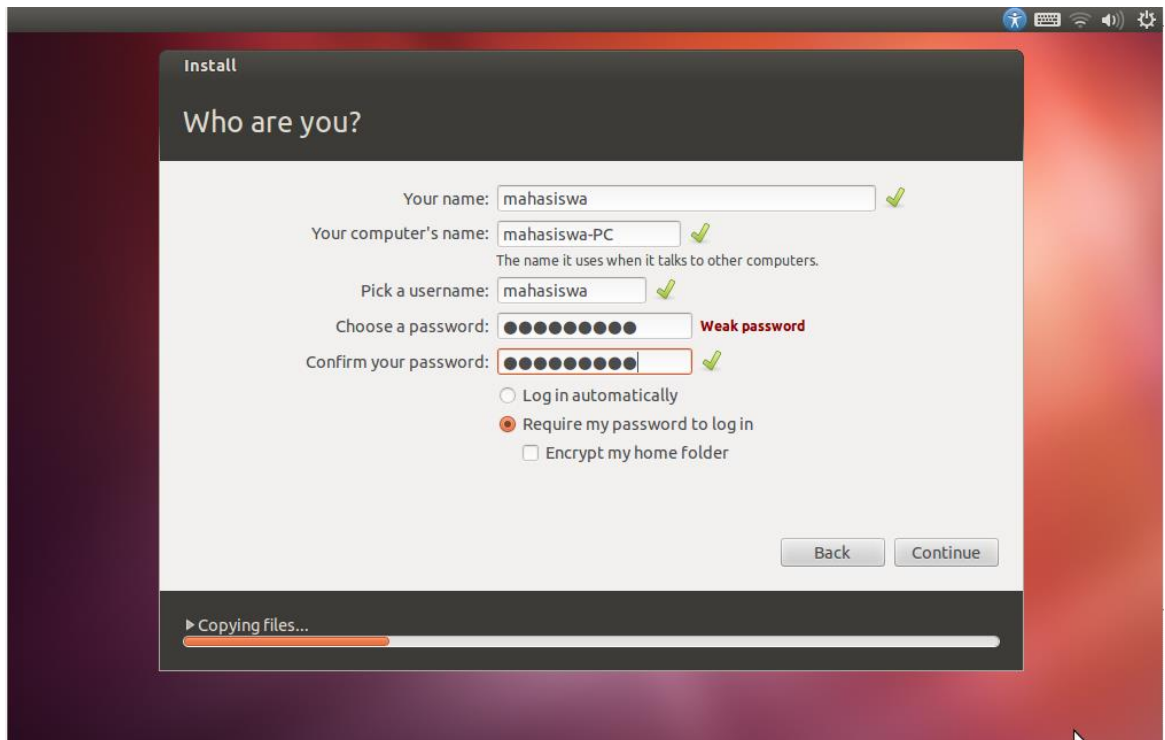 Install
Who are you?
Your name: mahasiswa
Your computer's name: mahasiswa-PC
The name it uses when it talks to other computers.
Pick a username: mahasiswa
Choose a password: ●●●●●●●●● Weak password
Confirm your password: ●●●●●●●●●
Log in automatically
Require my password to log in
Encrypt my home folder
Back Continue
Copying files...